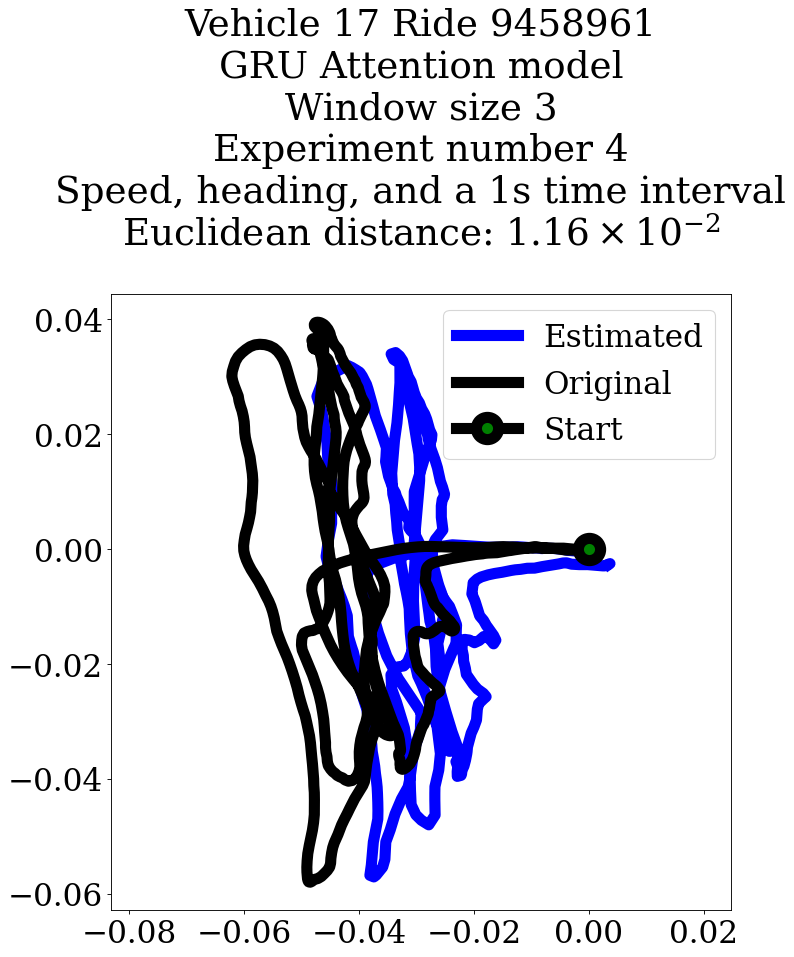 Vehicle 17 Ride 9458961
GRU Attention model
Window size 3
Experiment number 4
Speed, heading, and a 1s time interval
Euclidean distance: 1.16 × 10⁻²
0.04
0.02
0.00
−0.02
−0.04
−0.06
Estimated
Original
Start
−0.08 −0.06 −0.04 −0.02 0.00 0.02